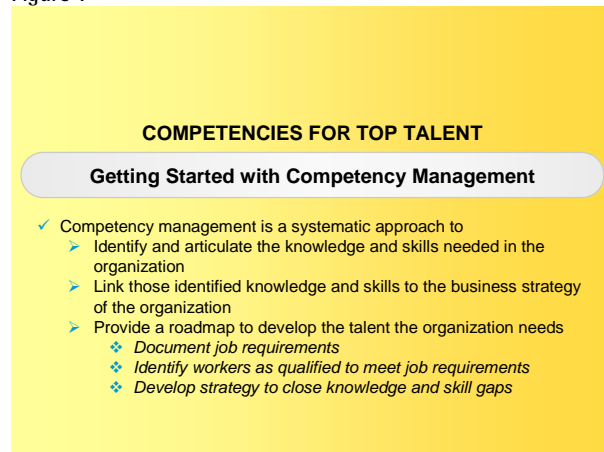 COMPETENCIES FOR TOP TALENT
Getting Started with Competency Management
✓ Competency management is a systematic approach to
➢ Identify and articulate the knowledge and skills needed in the
organization
➢ Link those identified knowledge and skills to the business strategy
of the organization
➢ Provide a roadmap to develop the talent the organization needs
❖ Document job requirements
❖ Identify workers as qualified to meet job requirements
❖ Develop strategy to close knowledge and skill gaps